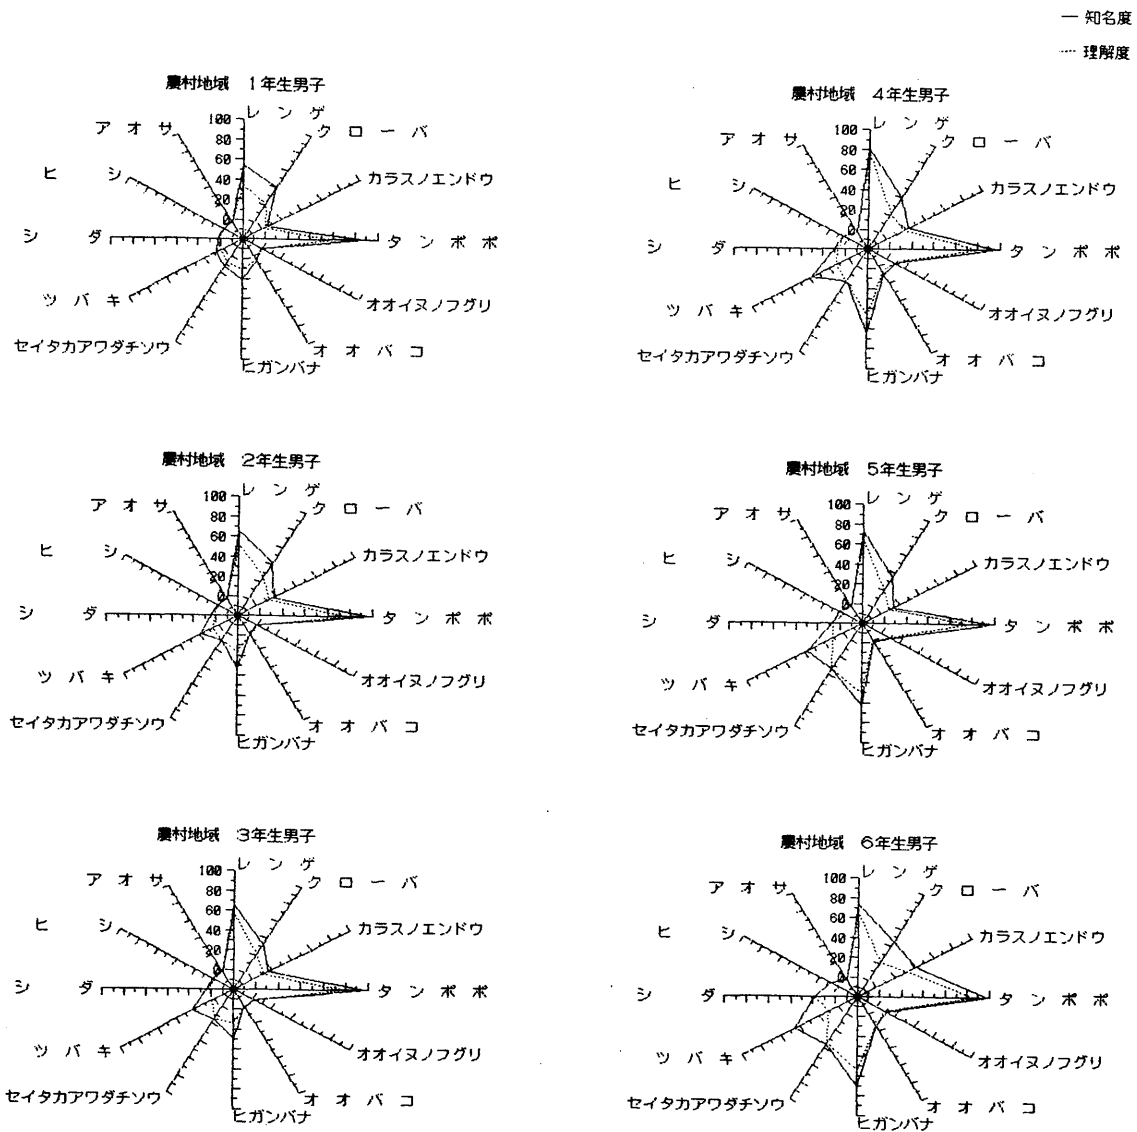 — 知名度
···· 理解度
農村地域 1年生男子
レンゲ
クローバ
カラスノエンドウ
タンポポ
オオイヌノフグリ
オオバコ
ヒガンバナ
セイタカアワダチソウ
ツバキ
シダ
ヒシ
アオサ
100
80
60
40
20
0
農村地域 4年生男子
レンゲ
クローバ
カラスノエンドウ
タンポポ
オオイヌノフグリ
オオバコ
ヒガンバナ
セイタカアワダチソウ
ツバキ
シダ
ヒシ
アオサ
100
80
60
40
20
0
農村地域 2年生男子
レンゲ
クローバ
カラスノエンドウ
タンポポ
オオイヌノフグリ
オオバコ
ヒガンバナ
セイタカアワダチソウ
ツバキ
シダ
ヒシ
アオサ
100
80
60
40
20
0
農村地域 5年生男子
レンゲ
クローバ
カラスノエンドウ
タンポポ
オオイヌノフグリ
オオバコ
ヒガンバナ
セイタカアワダチソウ
ツバキ
シダ
ヒシ
アオサ
100
80
60
40
20
0
農村地域 3年生男子
レンゲ
クローバ
カラスノエンドウ
タンポポ
オオイヌノフグリ
オオバコ
ヒガンバナ
セイタカアワダチソウ
ツバキ
シダ
ヒシ
アオサ
100
80
60
40
20
0
農村地域 6年生男子
レンゲ
クローバ
カラスノエンドウ
タンポポ
オオイヌノフグリ
オオバコ
ヒガンバナ
セイタカアワダチソウ
ツバキ
シダ
ヒシ
アオサ
100
80
60
40
20
0